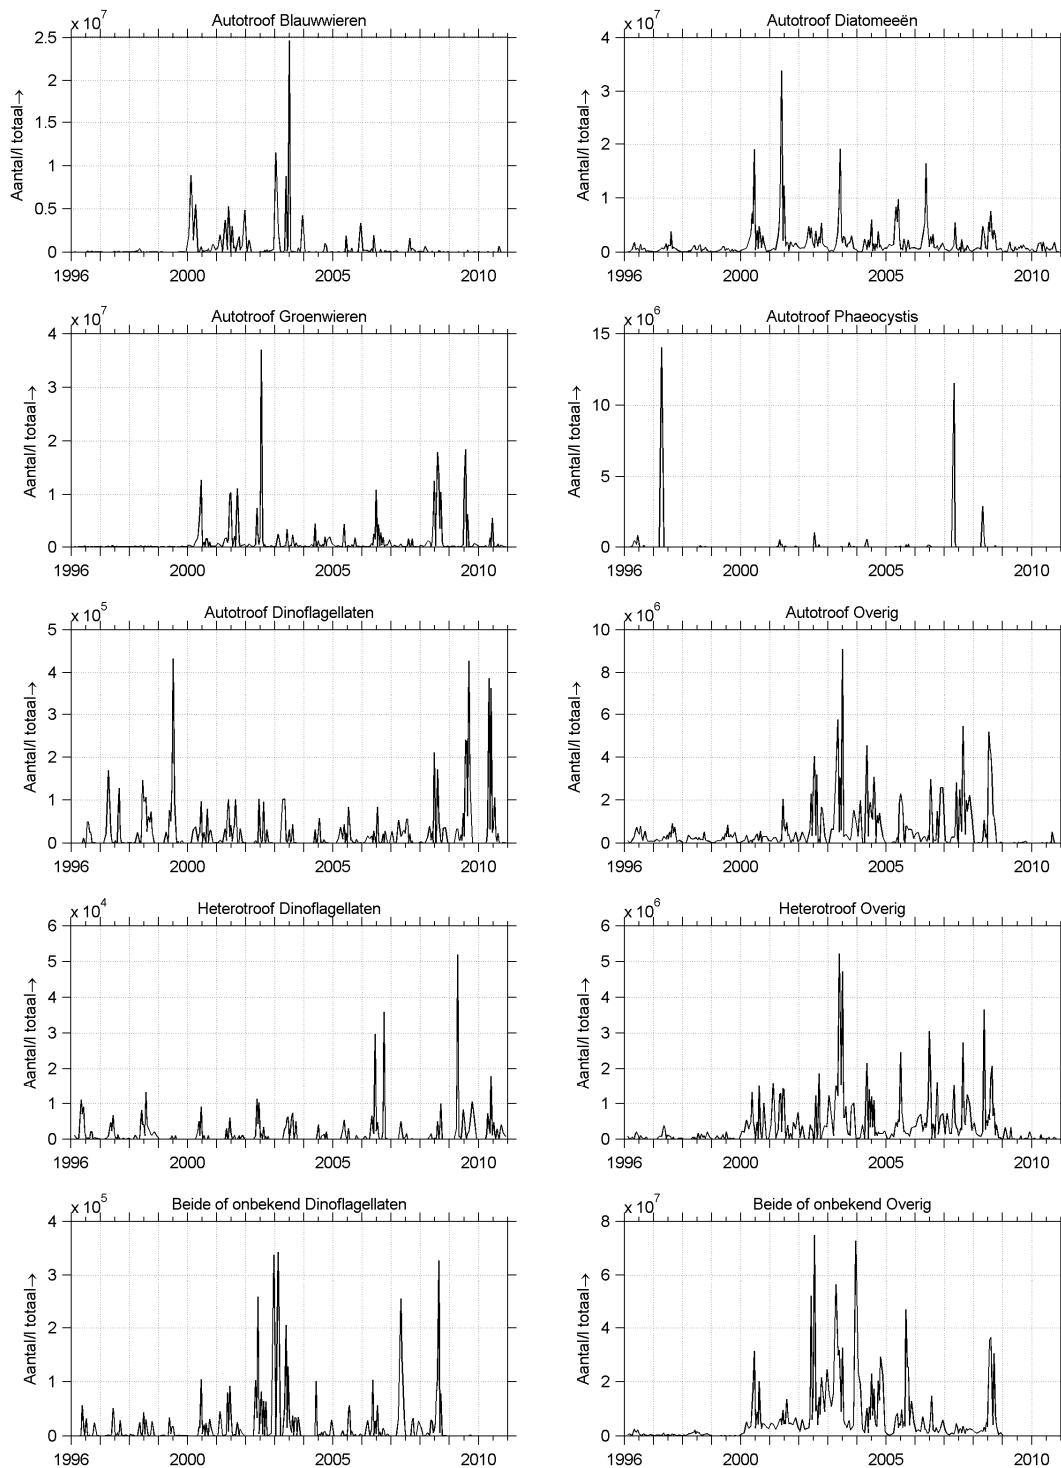 Autotroof Blauwwieren
x 10^7
Aantal/l totaal→
2.5
2
1.5
1
0.5
0
1996 2000 2005 2010
Autotroof Diatomeeën
x 10^7
Aantal/l totaal→
4
3
2
1
0
1996 2000 2005 2010
Autotroof Groenwieren
x 10^7
Aantal/l totaal→
4
3
2
1
0
1996 2000 2005 2010
Autotroof Phaeocystis
x 10^6
Aantal/l totaal→
15
10
5
0
1996 2000 2005 2010
Autotroof Dinoflagellaten
x 10^5
Aantal/l totaal→
5
4
3
2
1
0
1996 2000 2005 2010
Autotroof Overig
x 10^6
Aantal/l totaal→
10
8
6
4
2
0
1996 2000 2005 2010
Heterotroof Dinoflagellaten
x 10^4
Aantal/l totaal→
6
5
4
3
2
1
0
1996 2000 2005 2010
Heterotroof Overig
x 10^6
Aantal/l totaal→
6
5
4
3
2
1
0
1996 2000 2005 2010
Beide of onbekend Dinoflagellaten
x 10^5
Aantal/l totaal→
4
3
2
1
0
1996 2000 2005 2010
Beide of onbekend Overig
x 10^7
Aantal/l totaal→
8
6
4
2
0
1996 2000 2005 2010